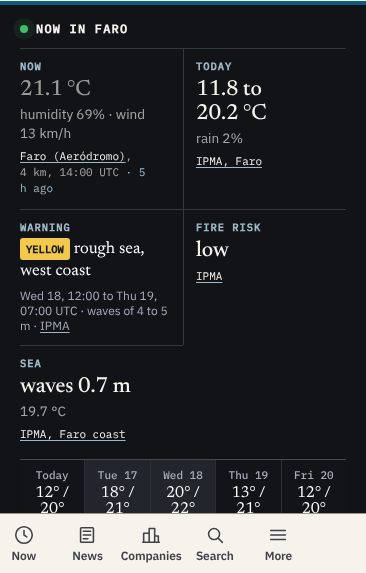 NOW IN FARO
NOW
21.1 °C
humidity 69% · wind
13 km/h
Faro (Aeródromo),
4 km, 14:00 UTC · 5
h ago
TODAY
11.8 to
20.2 °C
rain 2%
IPMA, Faro
WARNING
YELLOW rough sea,
west coast
Wed 18, 12:00 to Thu 19,
07:00 UTC · waves of 4 to 5
m · IPMA
FIRE RISK
low
IPMA
SEA
waves 0.7 m
19.7 °C
IPMA, Faro coast
Today Tue 17 Wed 18 Thu 19 Fri 20
12° / 18° / 20° / 13° / 12° /
20° 21° 22° 21° 20°
Now News Companies Search More